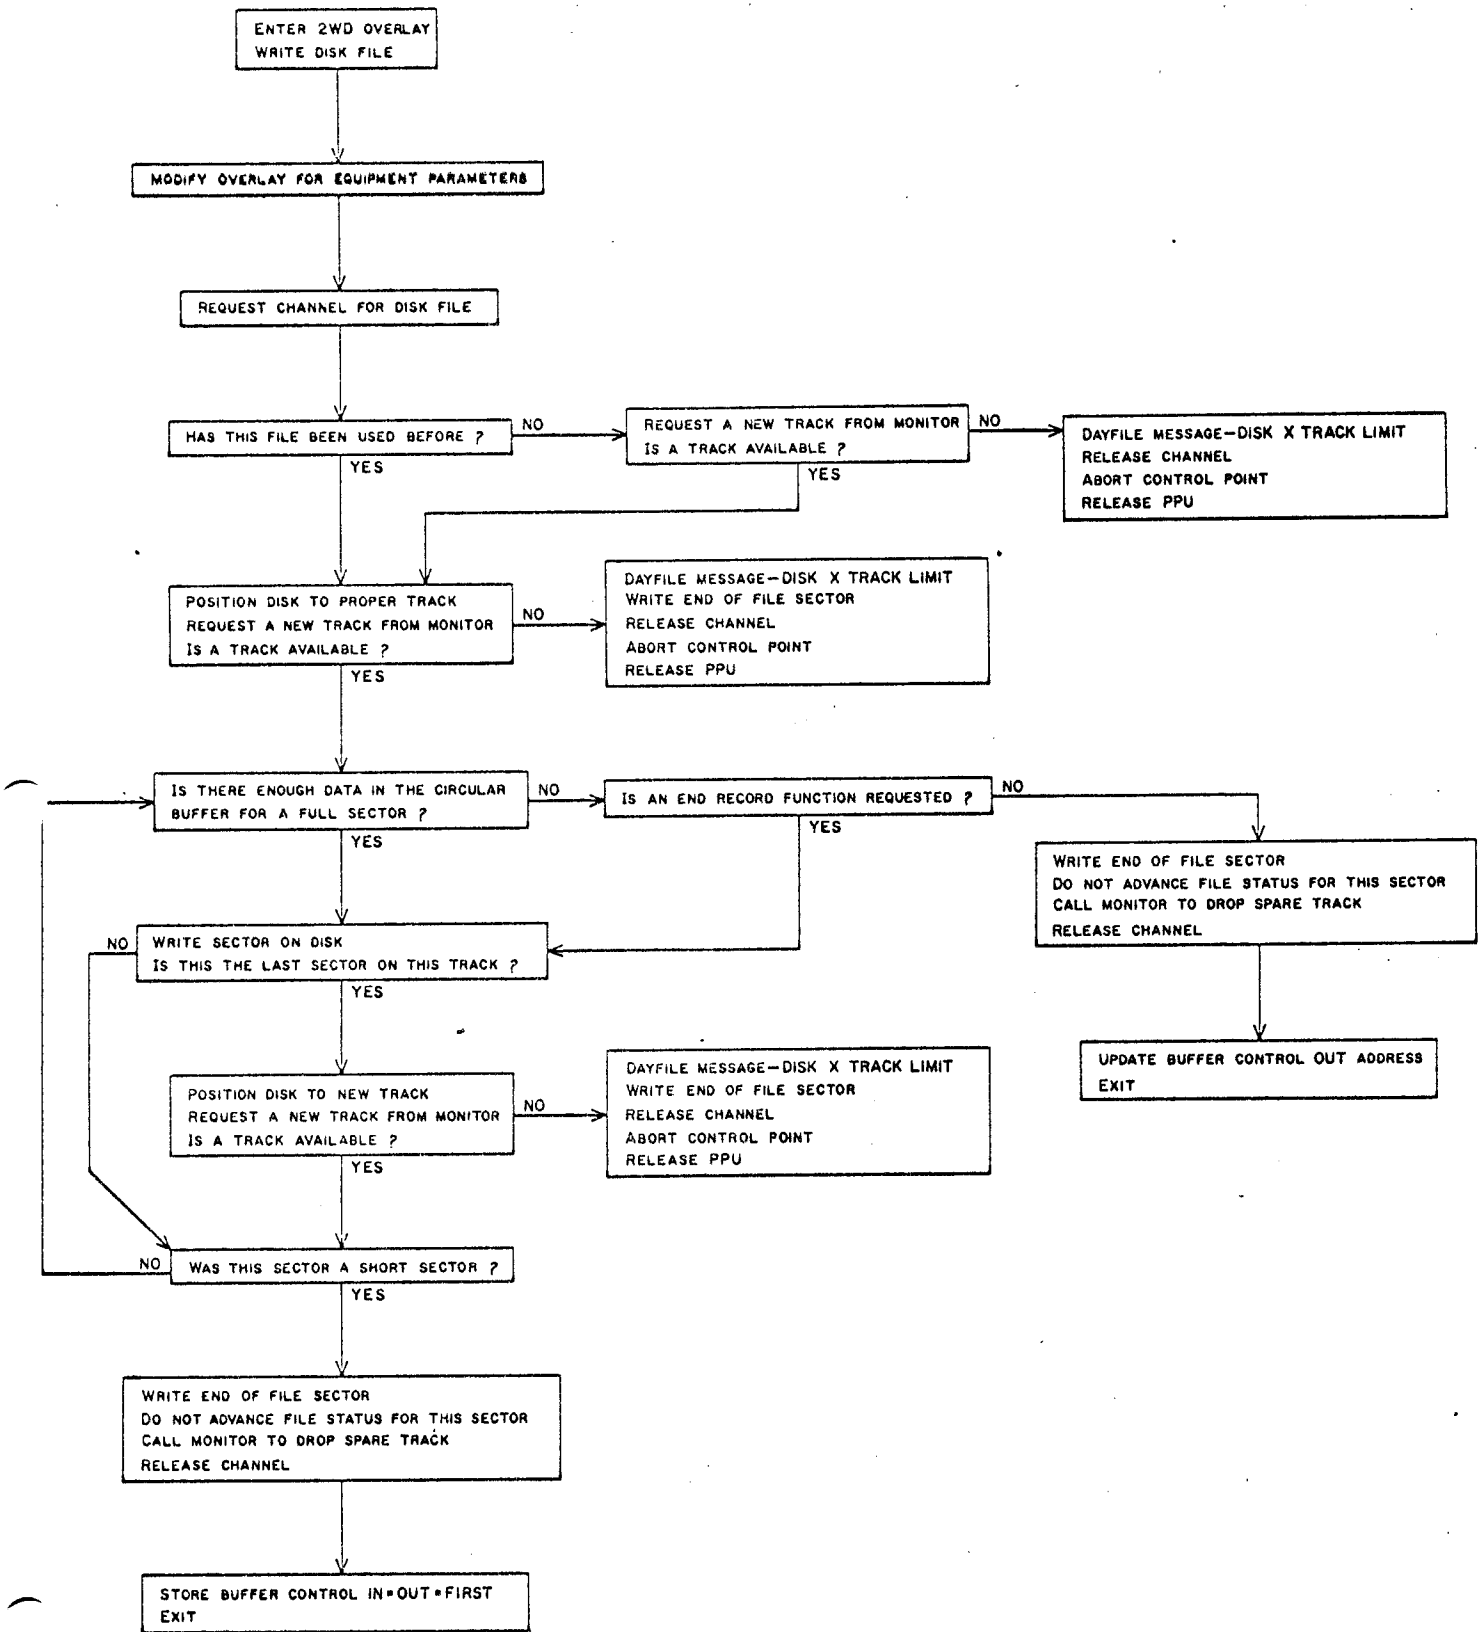 ENTER 2WD OVERLAY
WRITE DISK FILE
MODIFY OVERLAY FOR EQUIPMENT PARAMETERS
REQUEST CHANNEL FOR DISK FILE
HAS THIS FILE BEEN USED BEFORE ?
NO
YES
REQUEST A NEW TRACK FROM MONITOR
IS A TRACK AVAILABLE ?
NO
YES
DAYFILE MESSAGE—DISK X TRACK LIMIT
RELEASE CHANNEL
ABORT CONTROL POINT
RELEASE PPU
POSITION DISK TO PROPER TRACK
REQUEST A NEW TRACK FROM MONITOR
IS A TRACK AVAILABLE ?
NO
YES
DAYFILE MESSAGE—DISK X TRACK LIMIT
WRITE END OF FILE SECTOR
RELEASE CHANNEL
ABORT CONTROL POINT
RELEASE PPU
IS THERE ENOUGH DATA IN THE CIRCULAR
BUFFER FOR A FULL SECTOR ?
NO
YES
IS AN END RECORD FUNCTION REQUESTED ?
NO
YES
WRITE END OF FILE SECTOR
DO NOT ADVANCE FILE STATUS FOR THIS SECTOR
CALL MONITOR TO DROP SPARE TRACK
RELEASE CHANNEL
NO
WRITE SECTOR ON DISK
IS THIS THE LAST SECTOR ON THIS TRACK ?
YES
UPDATE BUFFER CONTROL OUT ADDRESS
EXIT
POSITION DISK TO NEW TRACK
REQUEST A NEW TRACK FROM MONITOR
IS A TRACK AVAILABLE ?
NO
YES
DAYFILE MESSAGE—DISK X TRACK LIMIT
WRITE END OF FILE SECTOR
RELEASE CHANNEL
ABORT CONTROL POINT
RELEASE PPU
NO
WAS THIS SECTOR A SHORT SECTOR ?
YES
WRITE END OF FILE SECTOR
DO NOT ADVANCE FILE STATUS FOR THIS SECTOR
CALL MONITOR TO DROP SPARE TRACK
RELEASE CHANNEL
STORE BUFFER CONTROL IN=OUT=FIRST
EXIT